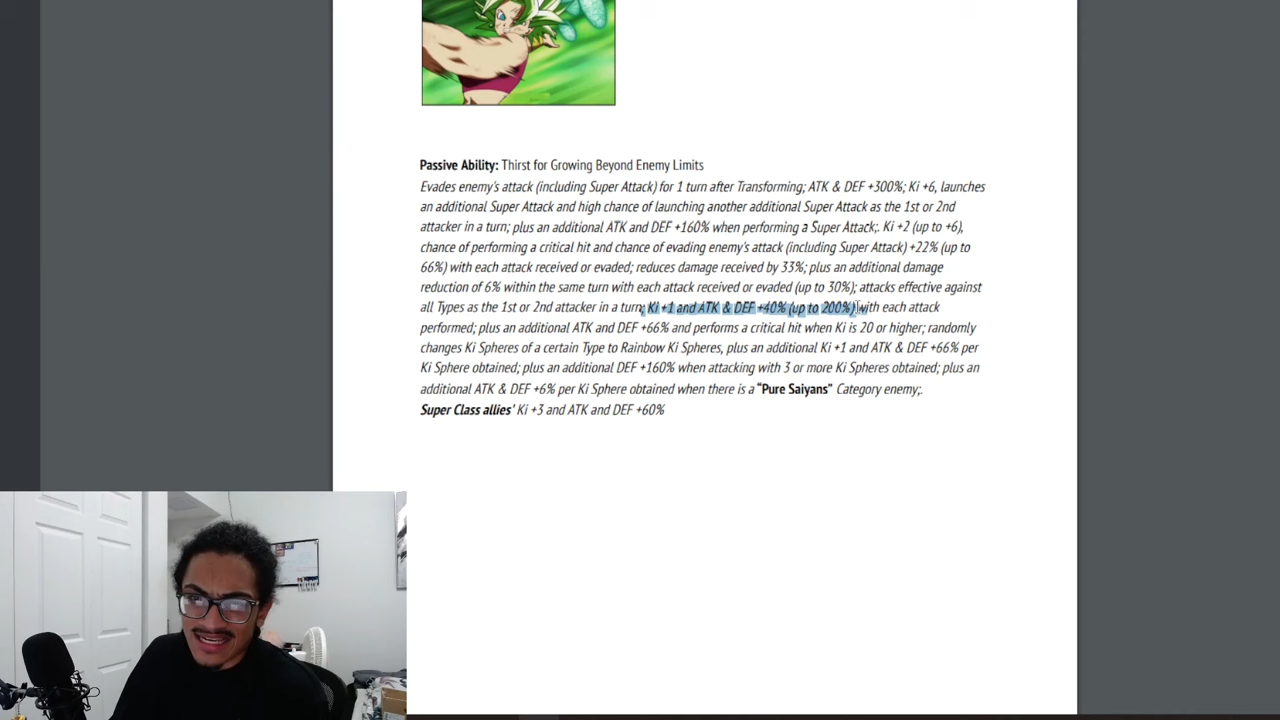 Passive Ability: Thirst for Growing Beyond Enemy Limits
Evades enemy's attack (including Super Attack) for 1 turn after Transforming; ATK & DEF +300%; Ki +6, launches
an additional Super Attack and high chance of launching another additional Super Attack as the 1st or 2nd
attacker in a turn; plus an additional ATK and DEF +160% when performing a Super Attack;. Ki +2 (up to +6),
chance of performing a critical hit and chance of evading enemy's attack (including Super Attack) +22% (up to
66%) with each attack received or evaded; reduces damage received by 33%; plus an additional damage
reduction of 6% within the same turn with each attack received or evaded (up to 30%); attacks effective against
all Types as the 1st or 2nd attacker in a turn; Ki +1 and ATK & DEF +40% (up to 200%) with each attack
performed; plus an additional ATK and DEF +66% and performs a critical hit when Ki is 20 or higher; randomly
changes Ki Spheres of a certain Type to Rainbow Ki Spheres, plus an additional Ki +1 and ATK & DEF +66% per
Ki Sphere obtained; plus an additional DEF +160% when attacking with 3 or more Ki Spheres obtained; plus an
additional ATK & DEF +6% per Ki Sphere obtained when there is a "Pure Saiyans" Category enemy;.
Super Class allies' Ki +3 and ATK and DEF +60%